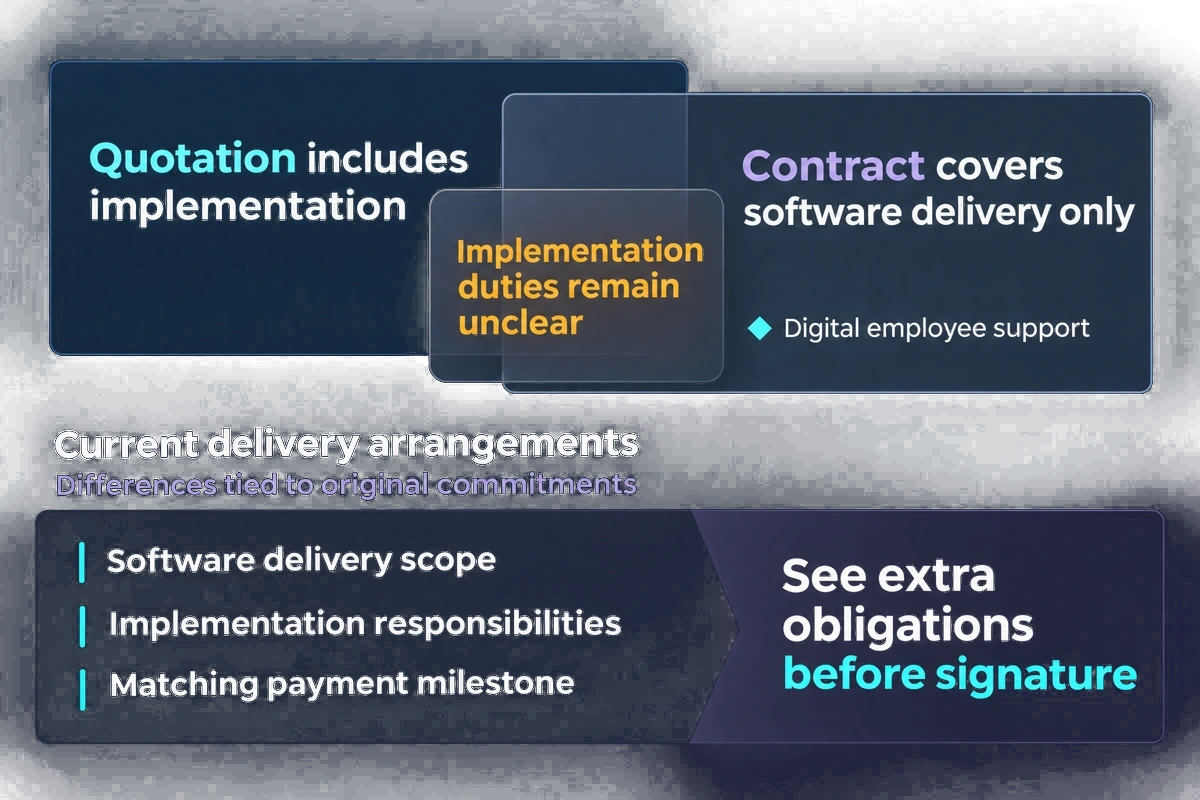 Quotation includes
implementation
Contract covers
software delivery only
Implementation
duties remain
unclear
Digital employee support
Current delivery arrangements
Differences tied to original commitments
Software delivery scope
Implementation responsibilities
Matching payment milestone
See extra
obligations
before signature